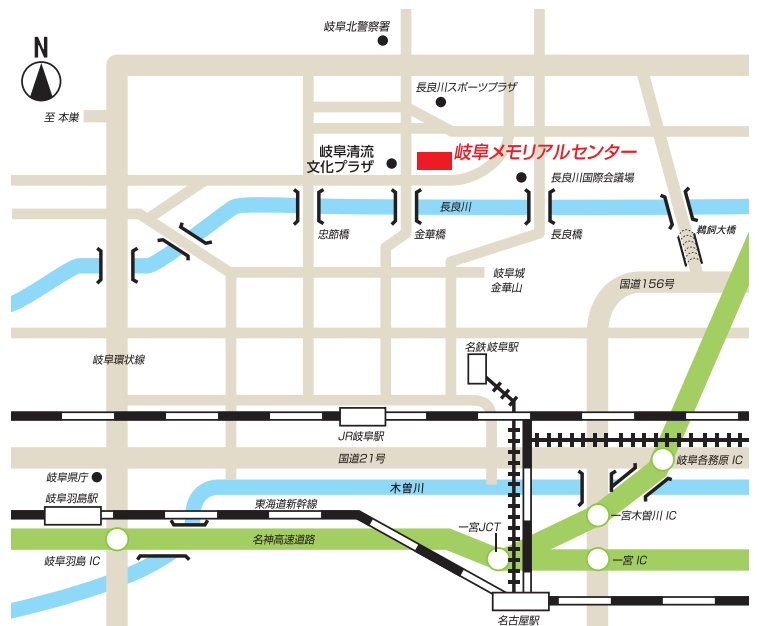 岐阜北警察署
N
長良川スポーツプラザ
至 本巣
岐阜清流
文化プラザ
岐阜メモリアルセンター
長良川国際会議場
長良川
忠節橋
金華橋
長良橋
鵜飼大橋
岐阜城
金華山
国道156号
岐阜環状線
名鉄岐阜駅
JR岐阜駅
国道21号
岐阜各務原 IC
岐阜県庁
木曽川
岐阜羽島駅
東海道新幹線
一宮木曽川 IC
一宮JCT
名神高速道路
岐阜羽島 IC
一宮 IC
名古屋駅